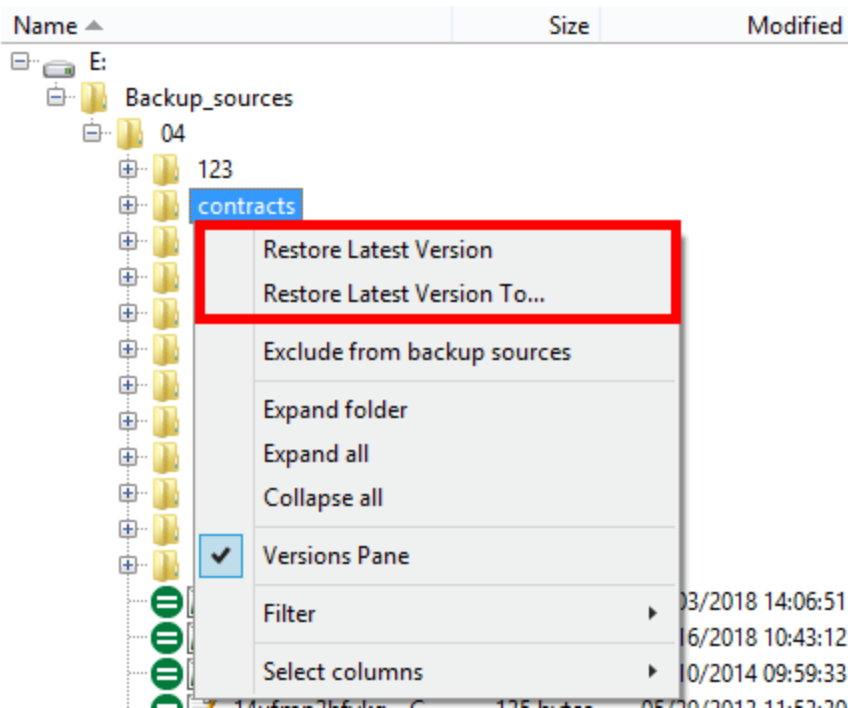 Name Size Modified
E:
Backup_sources
04
123
contracts
Restore Latest Version
Restore Latest Version To...
Exclude from backup sources
Expand folder
Expand all
Collapse all
Versions Pane
Filter
03/2018 14:06:51
16/2018 10:43:12
Select columns
10/2014 09:59:33